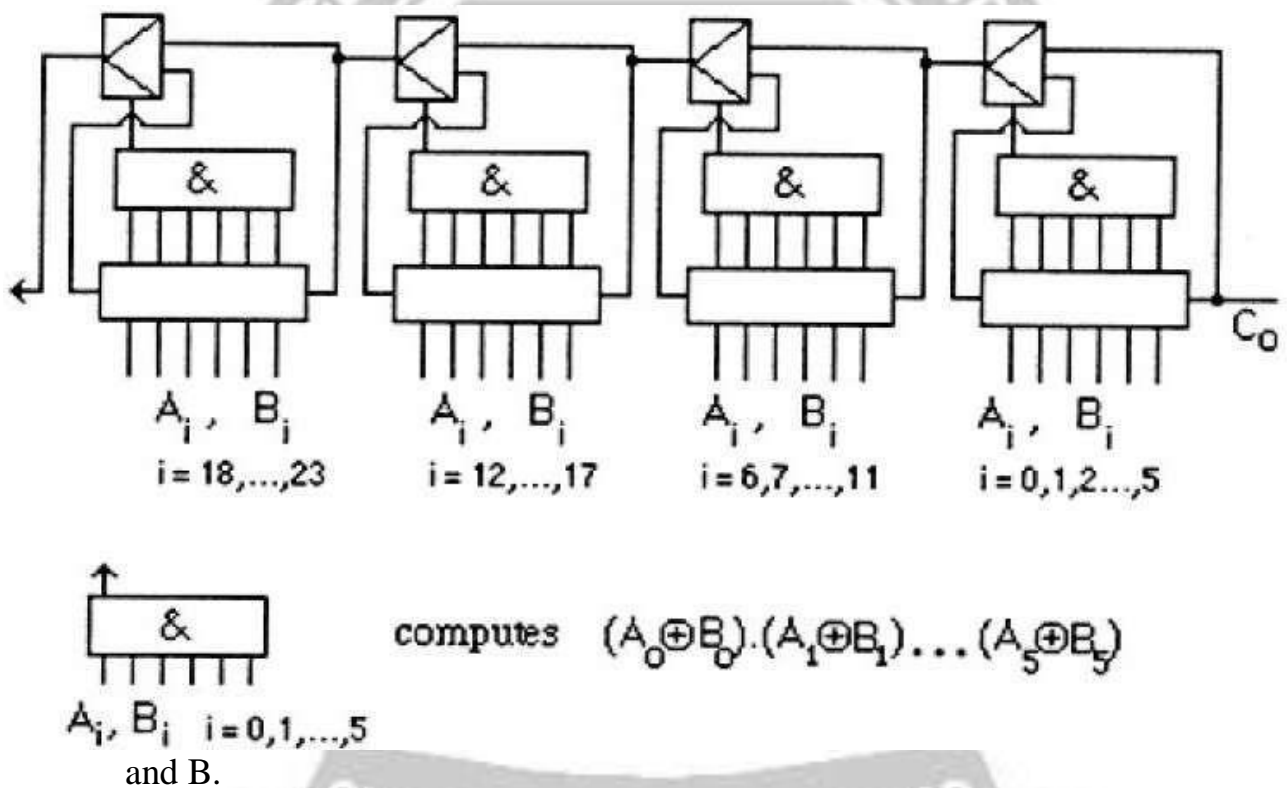 & & & &
C₀
Aᵢ , Bᵢ Aᵢ , Bᵢ Aᵢ , Bᵢ Aᵢ , Bᵢ
i = 18,...,23 i = 12,...,17 i = 6,7,...,11 i = 0,1,2...,5
& computes (A₀⊕B₀).(A₁⊕B₁)...(A₅⊕B₅)
Aᵢ, Bᵢ i = 0,1,...,5
and B.